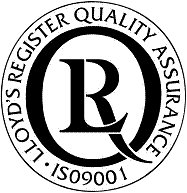 LLOYD'S REGISTER QUALITY ASSURANCE
LRQ
· ISO9001 ·